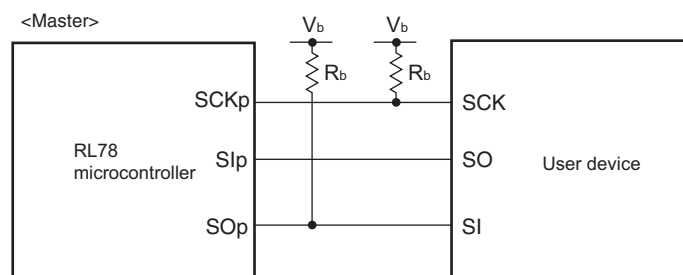 <Master>
Vb
Vb
Rb
Rb
SCKp
SCK
RL78
microcontroller
SIp
SO
User device
SOp
SI